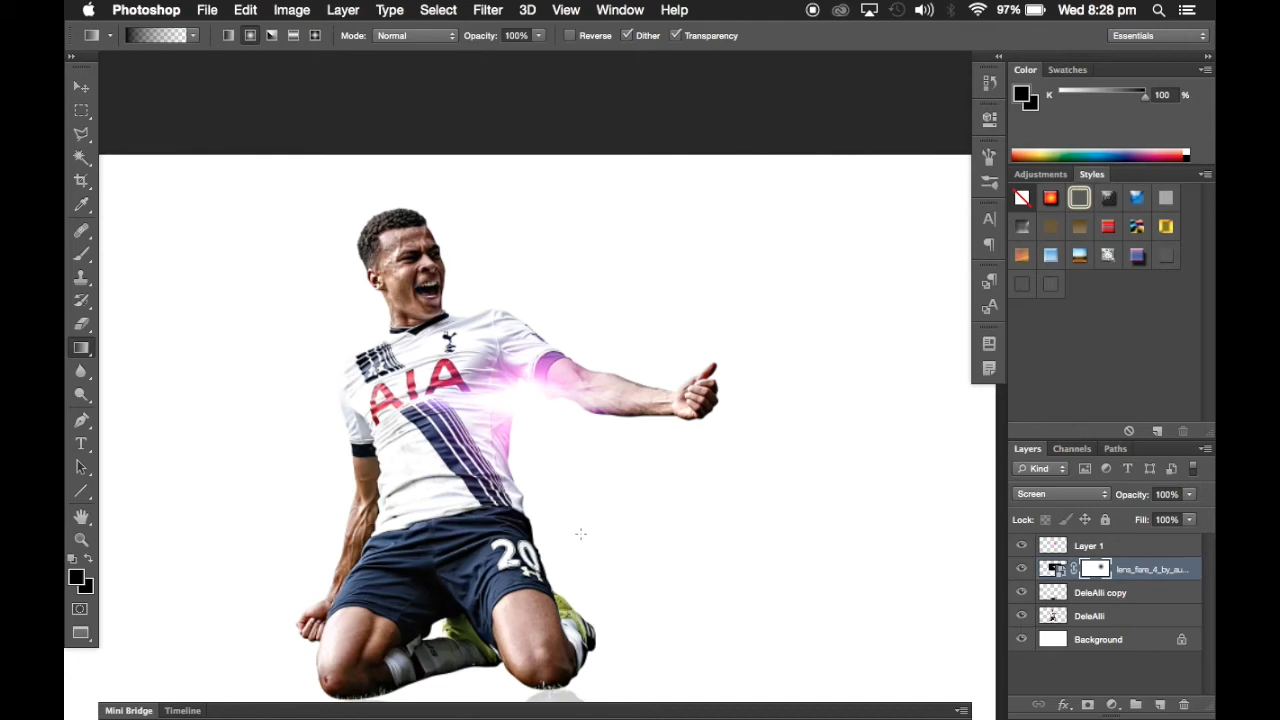 Photoshop File Edit Image Layer Type Select Filter 3D View Window Help 97% Wed 8:28 pm
Mode: Normal Opacity: 100% Reverse Dither Transparency Essentials
Color Swatches
K 100 %
Adjustments Styles
AIA
29
Layers Channels Paths
Kind
Screen Opacity: 100%
Lock: Fill: 100%
Layer 1
lens_fare_4_by_au...
DeleAlli copy
DeleAlli
Background
Mini Bridge Timeline